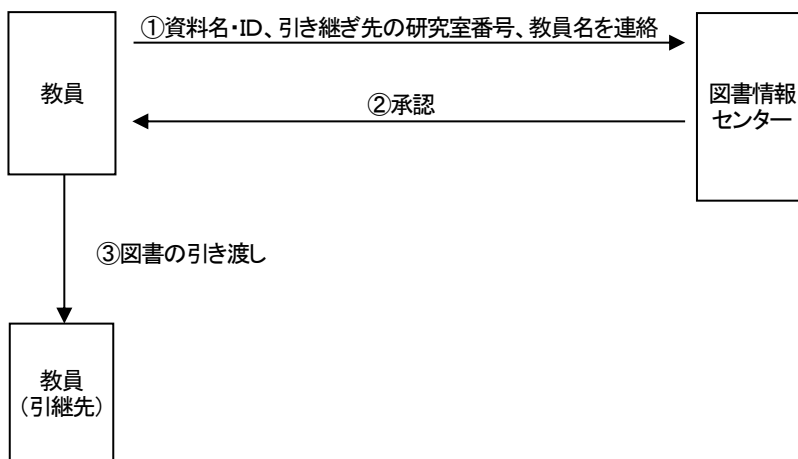 ①資料名・ID、引き継ぎ先の研究室番号、教員名を連絡
教員
図書情報
センター
②承認
③図書の引き渡し
教員
（引継先）